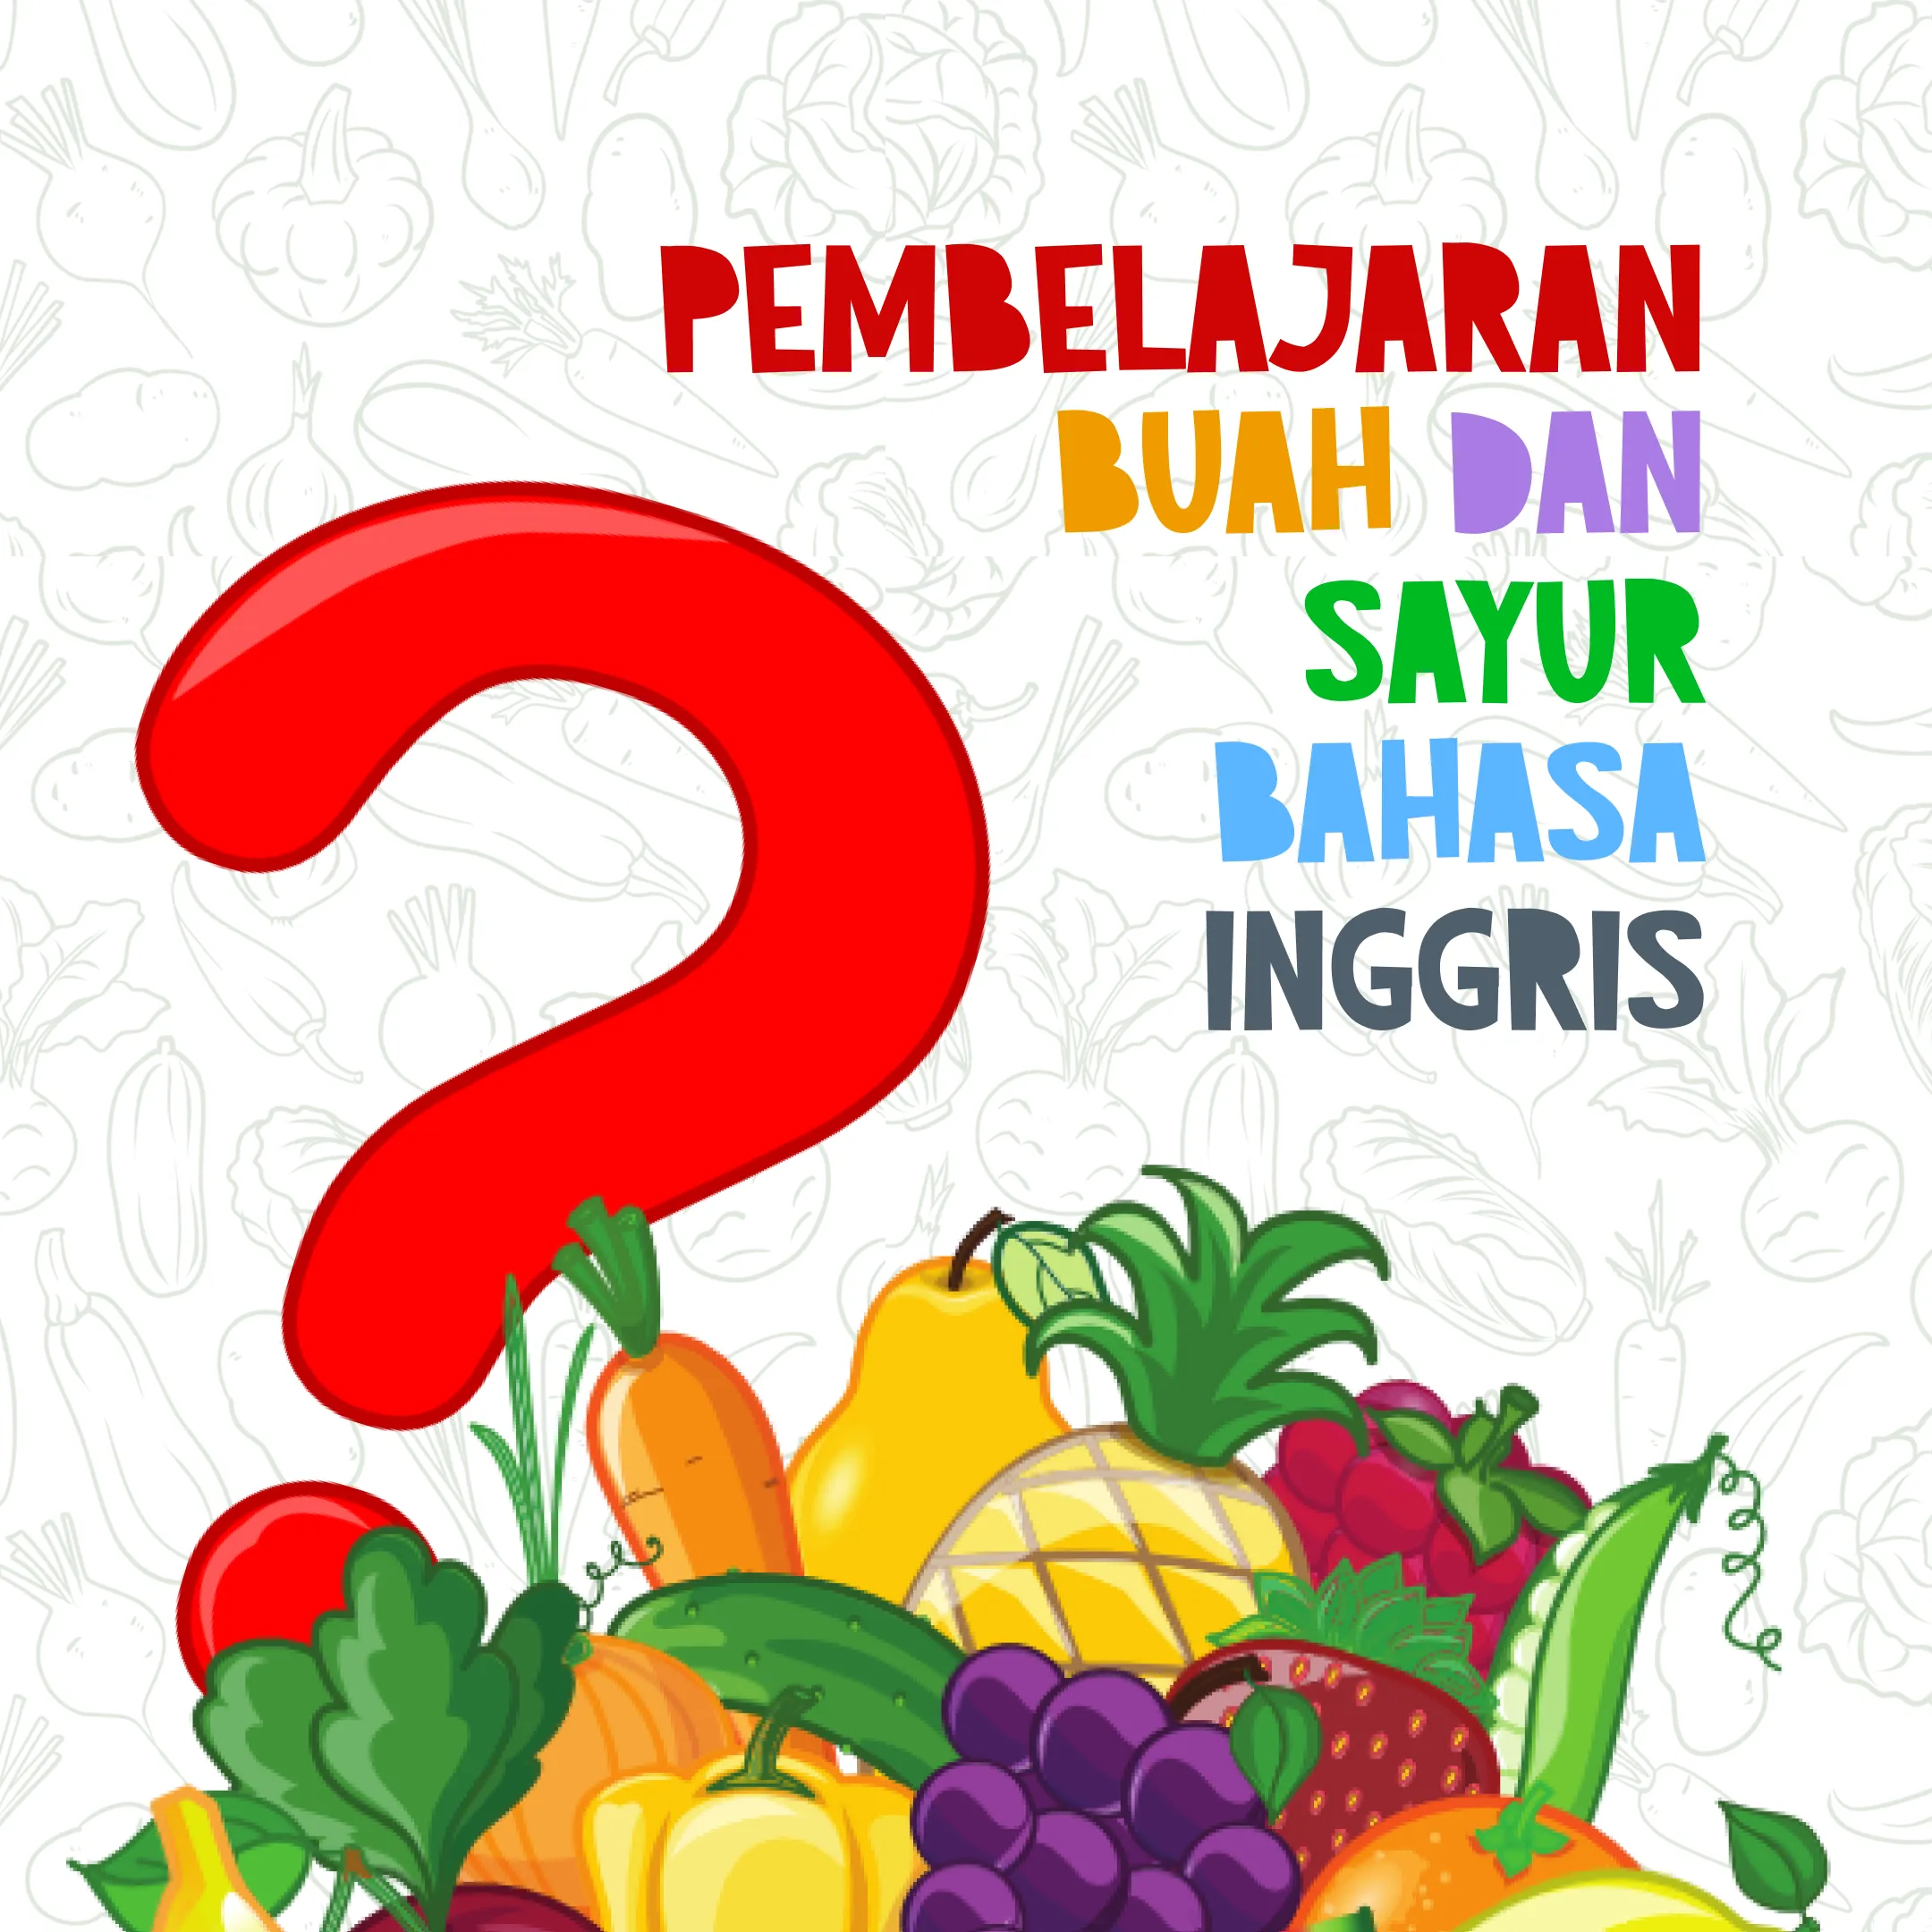 PEMBELAJARAN
BUAH DAN
SAYUR
BAHASA
INGGRIS
?